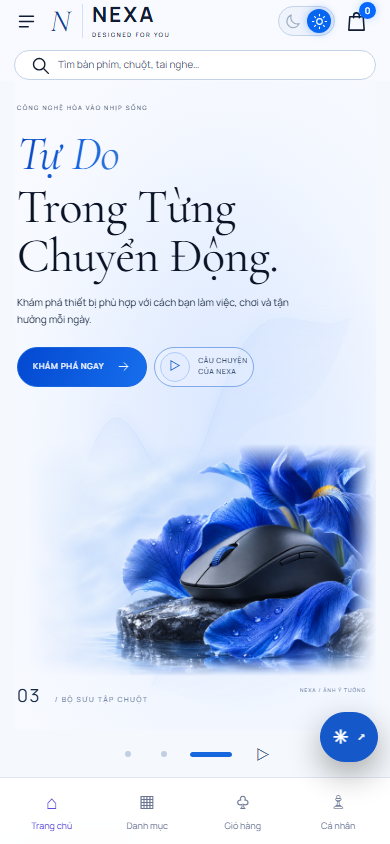 N
NEXA
DESIGNED FOR YOU
0
Tìm bàn phím, chuột, tai nghe...
CÔNG NGHỆ HÒA VÀO NHỊP SỐNG
Tự Do
Trong Từng
Chuyển Động.
Khám phá thiết bị phù hợp với cách bạn làm việc, chơi và tận
hưởng mỗi ngày.
KHÁM PHÁ NGAY →
CÂU CHUYỆN
CỦA NEXA
03
/ BỘ SƯU TẬP CHUỘT
NEXA / ẢNH Ý TƯỞNG
Trang chủ
Danh mục
Giỏ hàng
Cá nhân